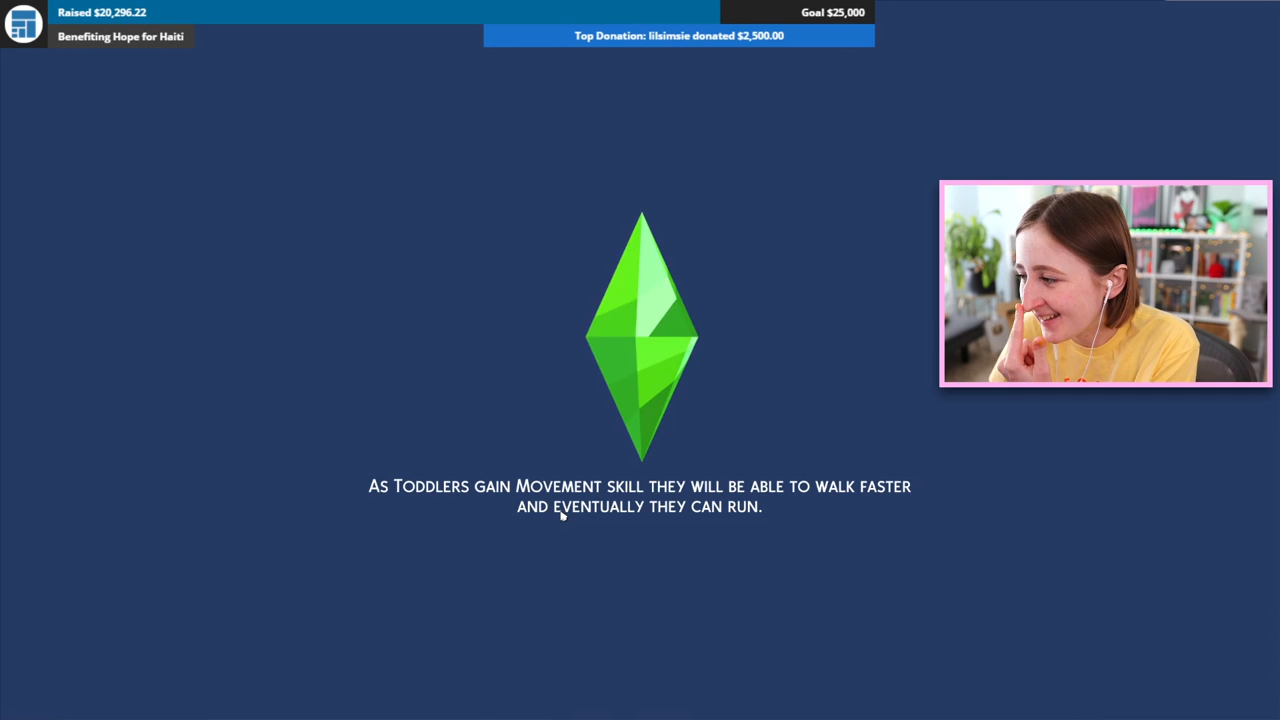 Raised $20,296.22
Goal $25,000
Benefiting Hope for Haiti
Top Donation: lilsimsie donated $2,500.00
As Toddlers gain Movement skill they will be able to walk faster
and eventually they can run.